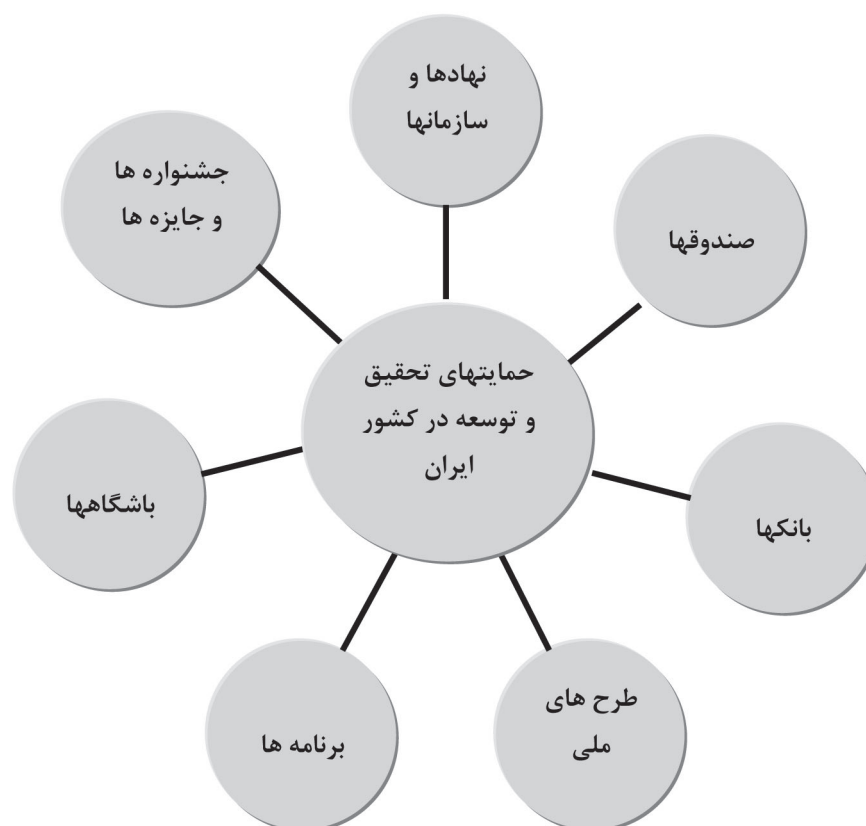 نهادها و
سازمانها
جشنواره ها
و جایزه ها
صندوقها
حمایتهای تحقیق
و توسعه در کشور
ایران
باشگاهها
بانکها
طرح های
ملی
برنامه ها